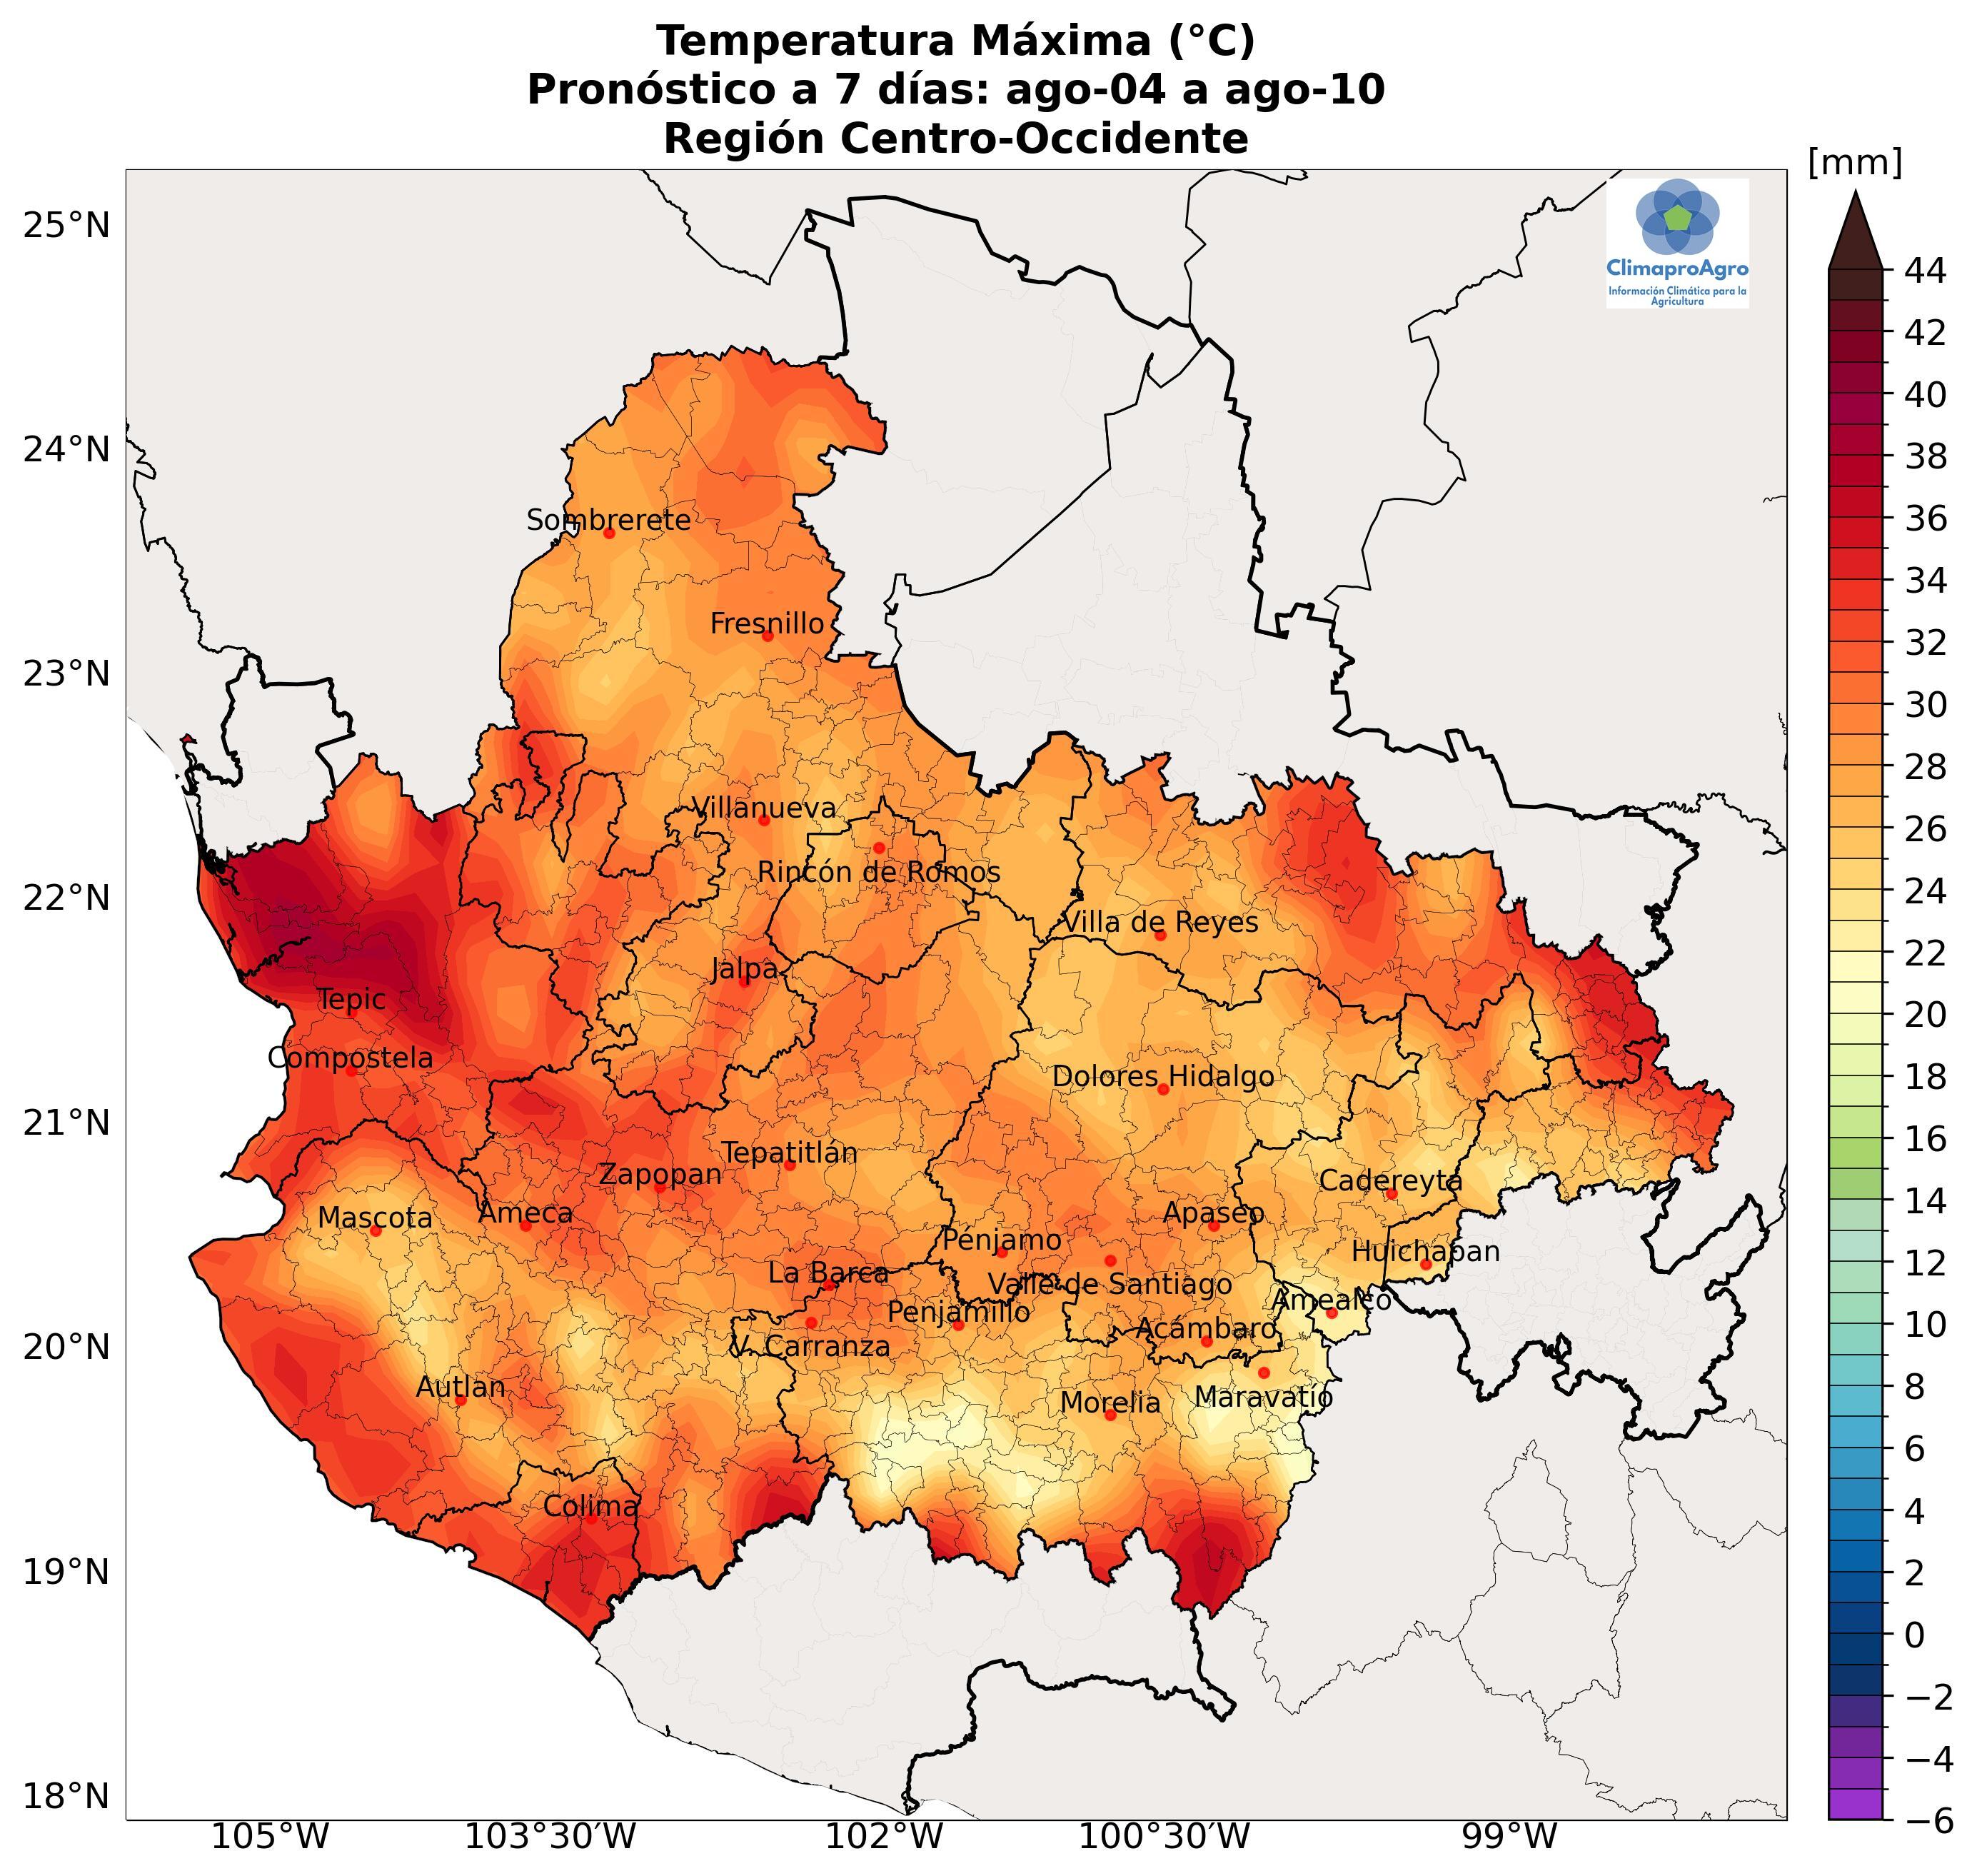 Temperatura Máxima (°C)
Pronóstico a 7 días: ago-04 a ago-10
Región Centro-Occidente
[mm]
ClimaproAgro
Información Climática para la
Agricultura
25°N
24°N
23°N
22°N
21°N
20°N
19°N
18°N
105°W
103°30′W
102°W
100°30′W
99°W
44
42
40
38
36
34
32
30
28
26
24
22
20
18
16
14
12
10
8
6
4
2
0
−2
−4
−6
Sombrerete
Fresnillo
Villanueva
Rincón de Romos
Villa de Reyes
Jalpa
Tepic
Compostela
Dolores Hidalgo
Tepatitlán
Zapopan
Cadereyta
Mascota
Ameca
Apaseo
Pénjamo
Huichapan
La Barca
Valle de Santiago
Amealco
Penjamillo
Acámbaro
V. Carranza
Autlan
Maravatío
Morelia
Colima